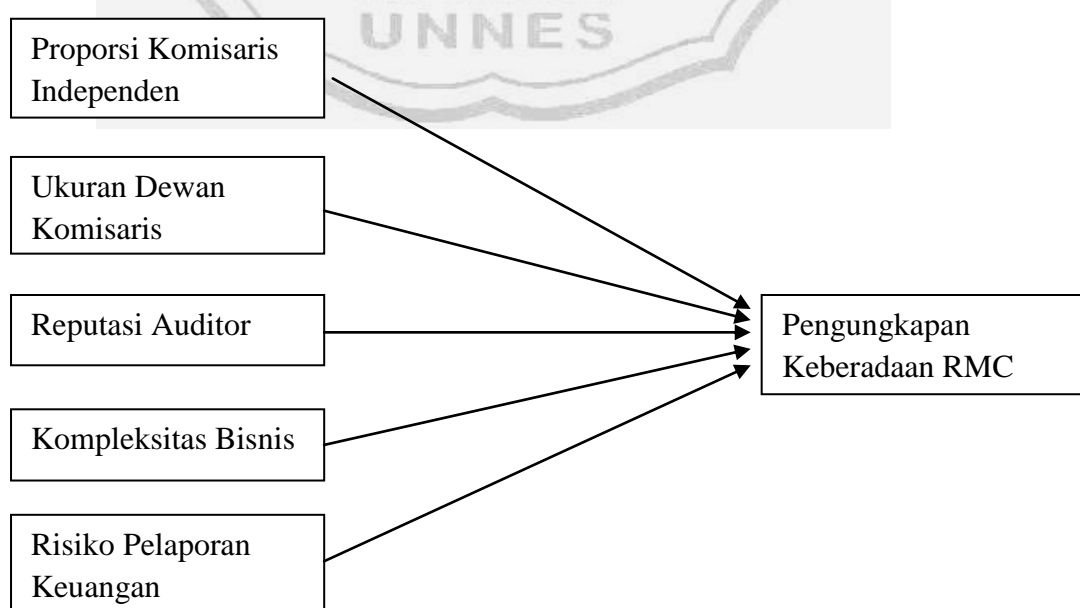 UNNES
Proporsi Komisaris
Independen
Ukuran Dewan
Komisaris
Reputasi Auditor
Kompleksitas Bisnis
Risiko Pelaporan
Keuangan
Pengungkapan
Keberadaan RMC